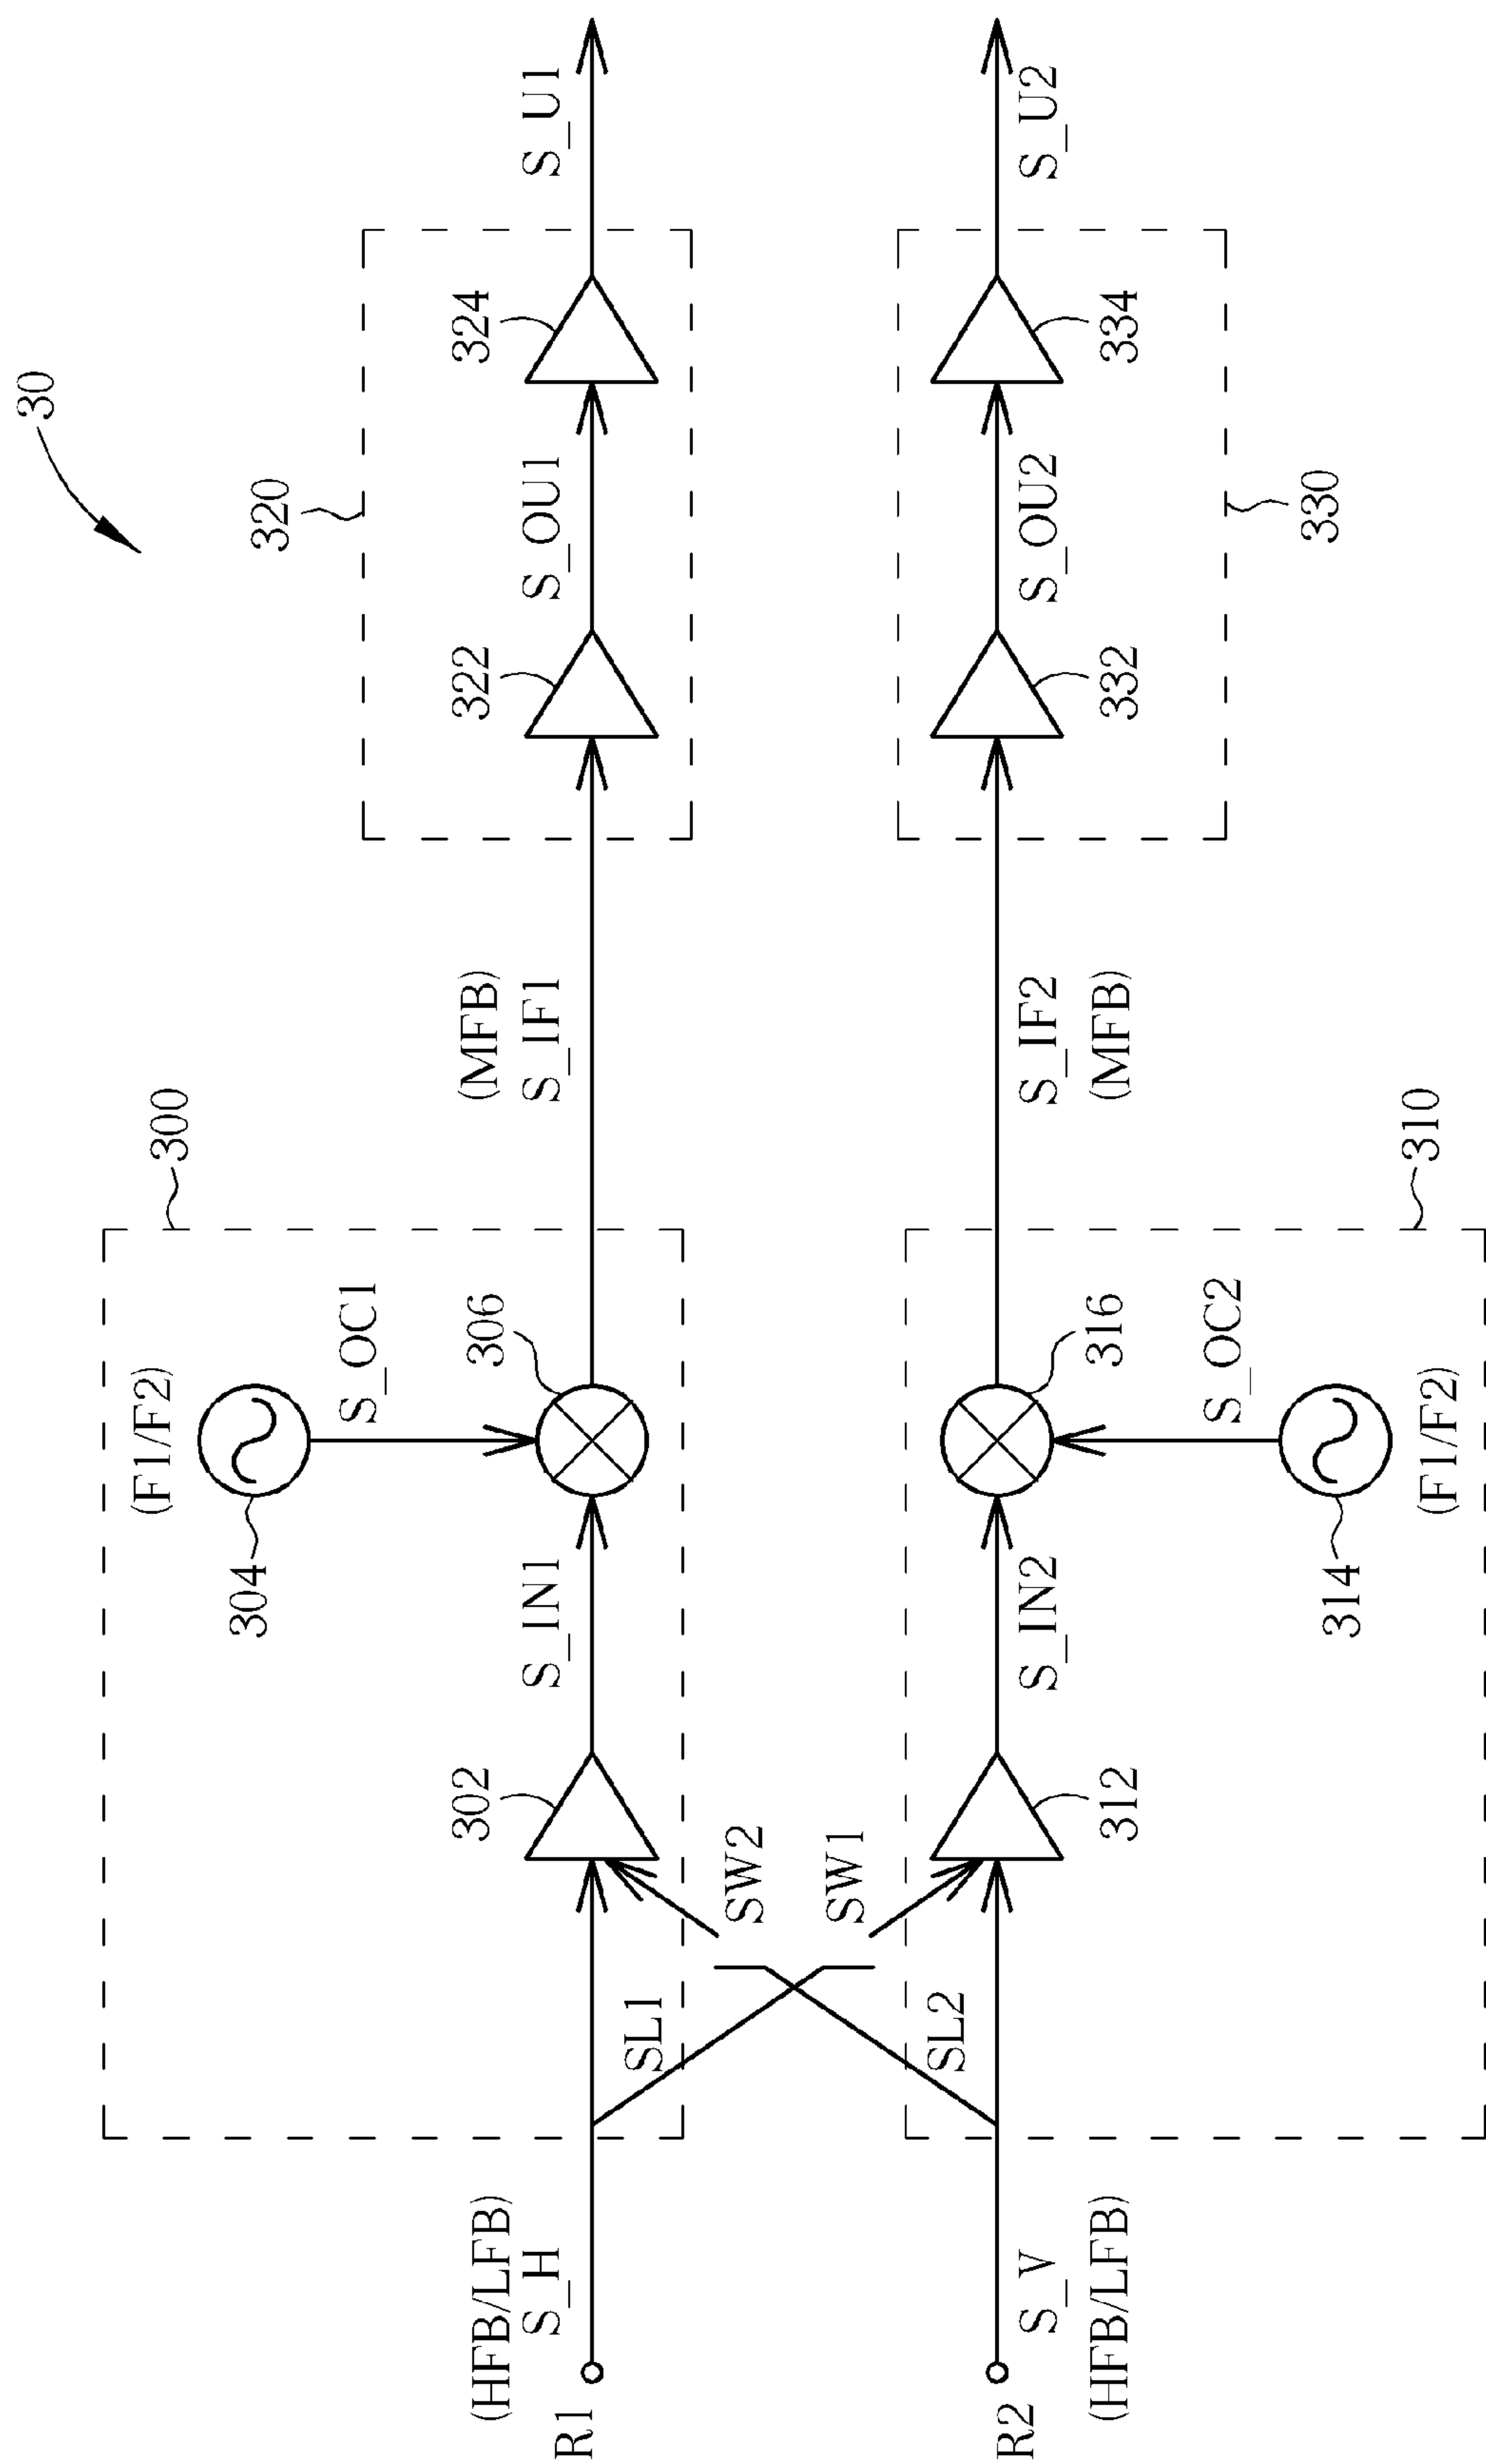 30
320
324
S_U1
322
S_OU1
300
(MFB)
S_IF1
(F1/F2)
304
S_OC1
306
S_IN1
302
SW2
SL1
(HFB/LFB)
S_H
R1
330
334
S_U2
332
S_OU2
310
S_IF2
(MFB)
316
S_OC2
314
(F1/F2)
S_IN2
312
SW1
SL2
S_V
(HFB/LFB)
R2